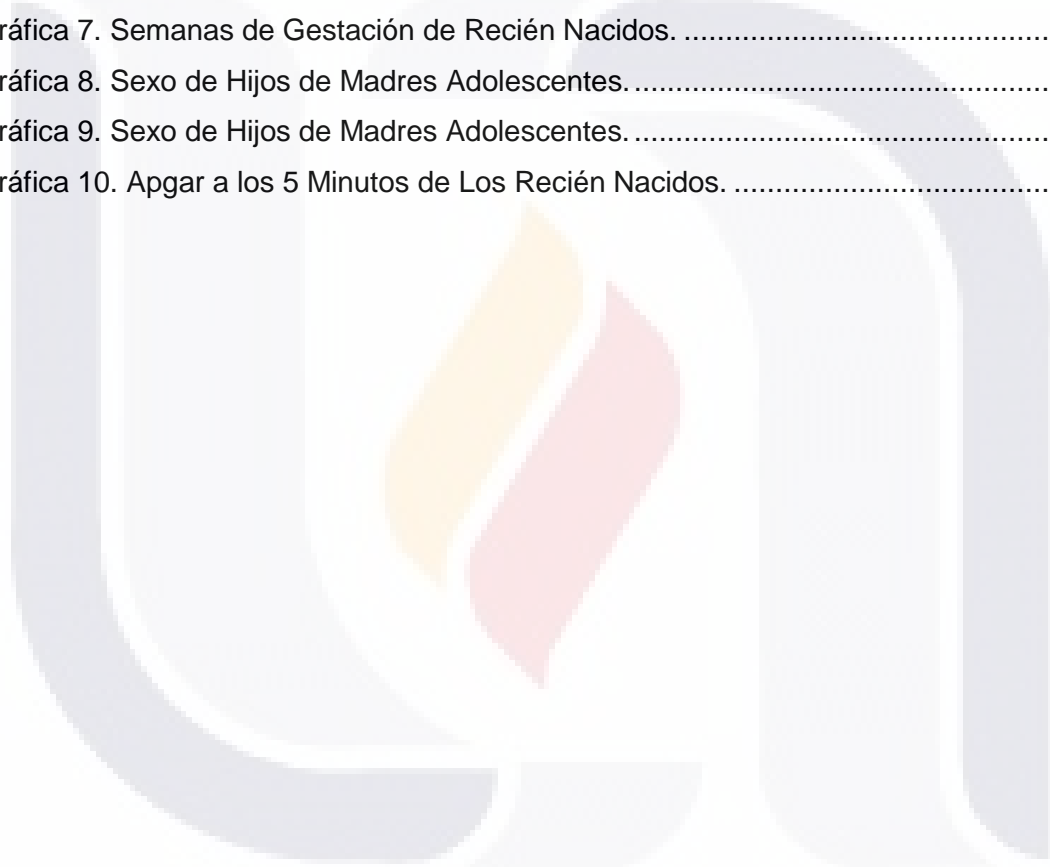 ráfica 7. Semanas de Gestación de Recién Nacidos. ............................................
ráfica 8. Sexo de Hijos de Madres Adolescentes. ..................................................
ráfica 9. Sexo de Hijos de Madres Adolescentes. ..................................................
ráfica 10. Apgar a los 5 Minutos de Los Recién Nacidos. ......................................